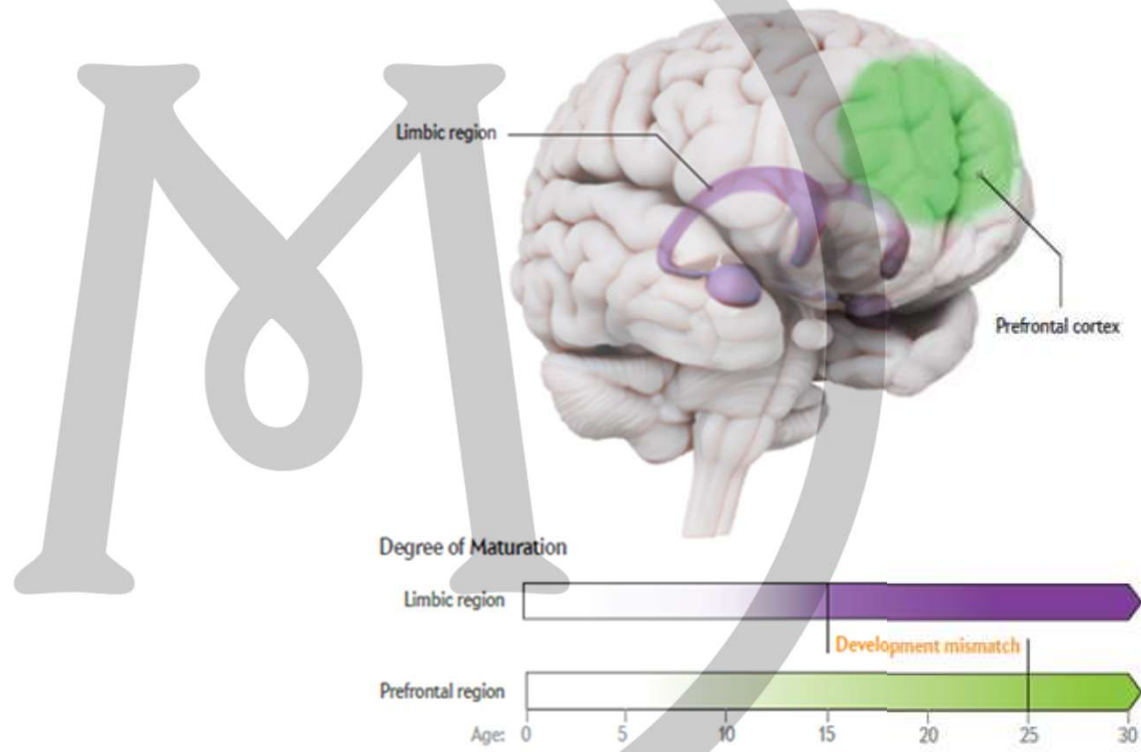 Limbic region
Prefrontal cortex
Degree of Maturation
Limbic region
Development mismatch
Prefrontal region
Age: 0 5 10 15 20 25 30